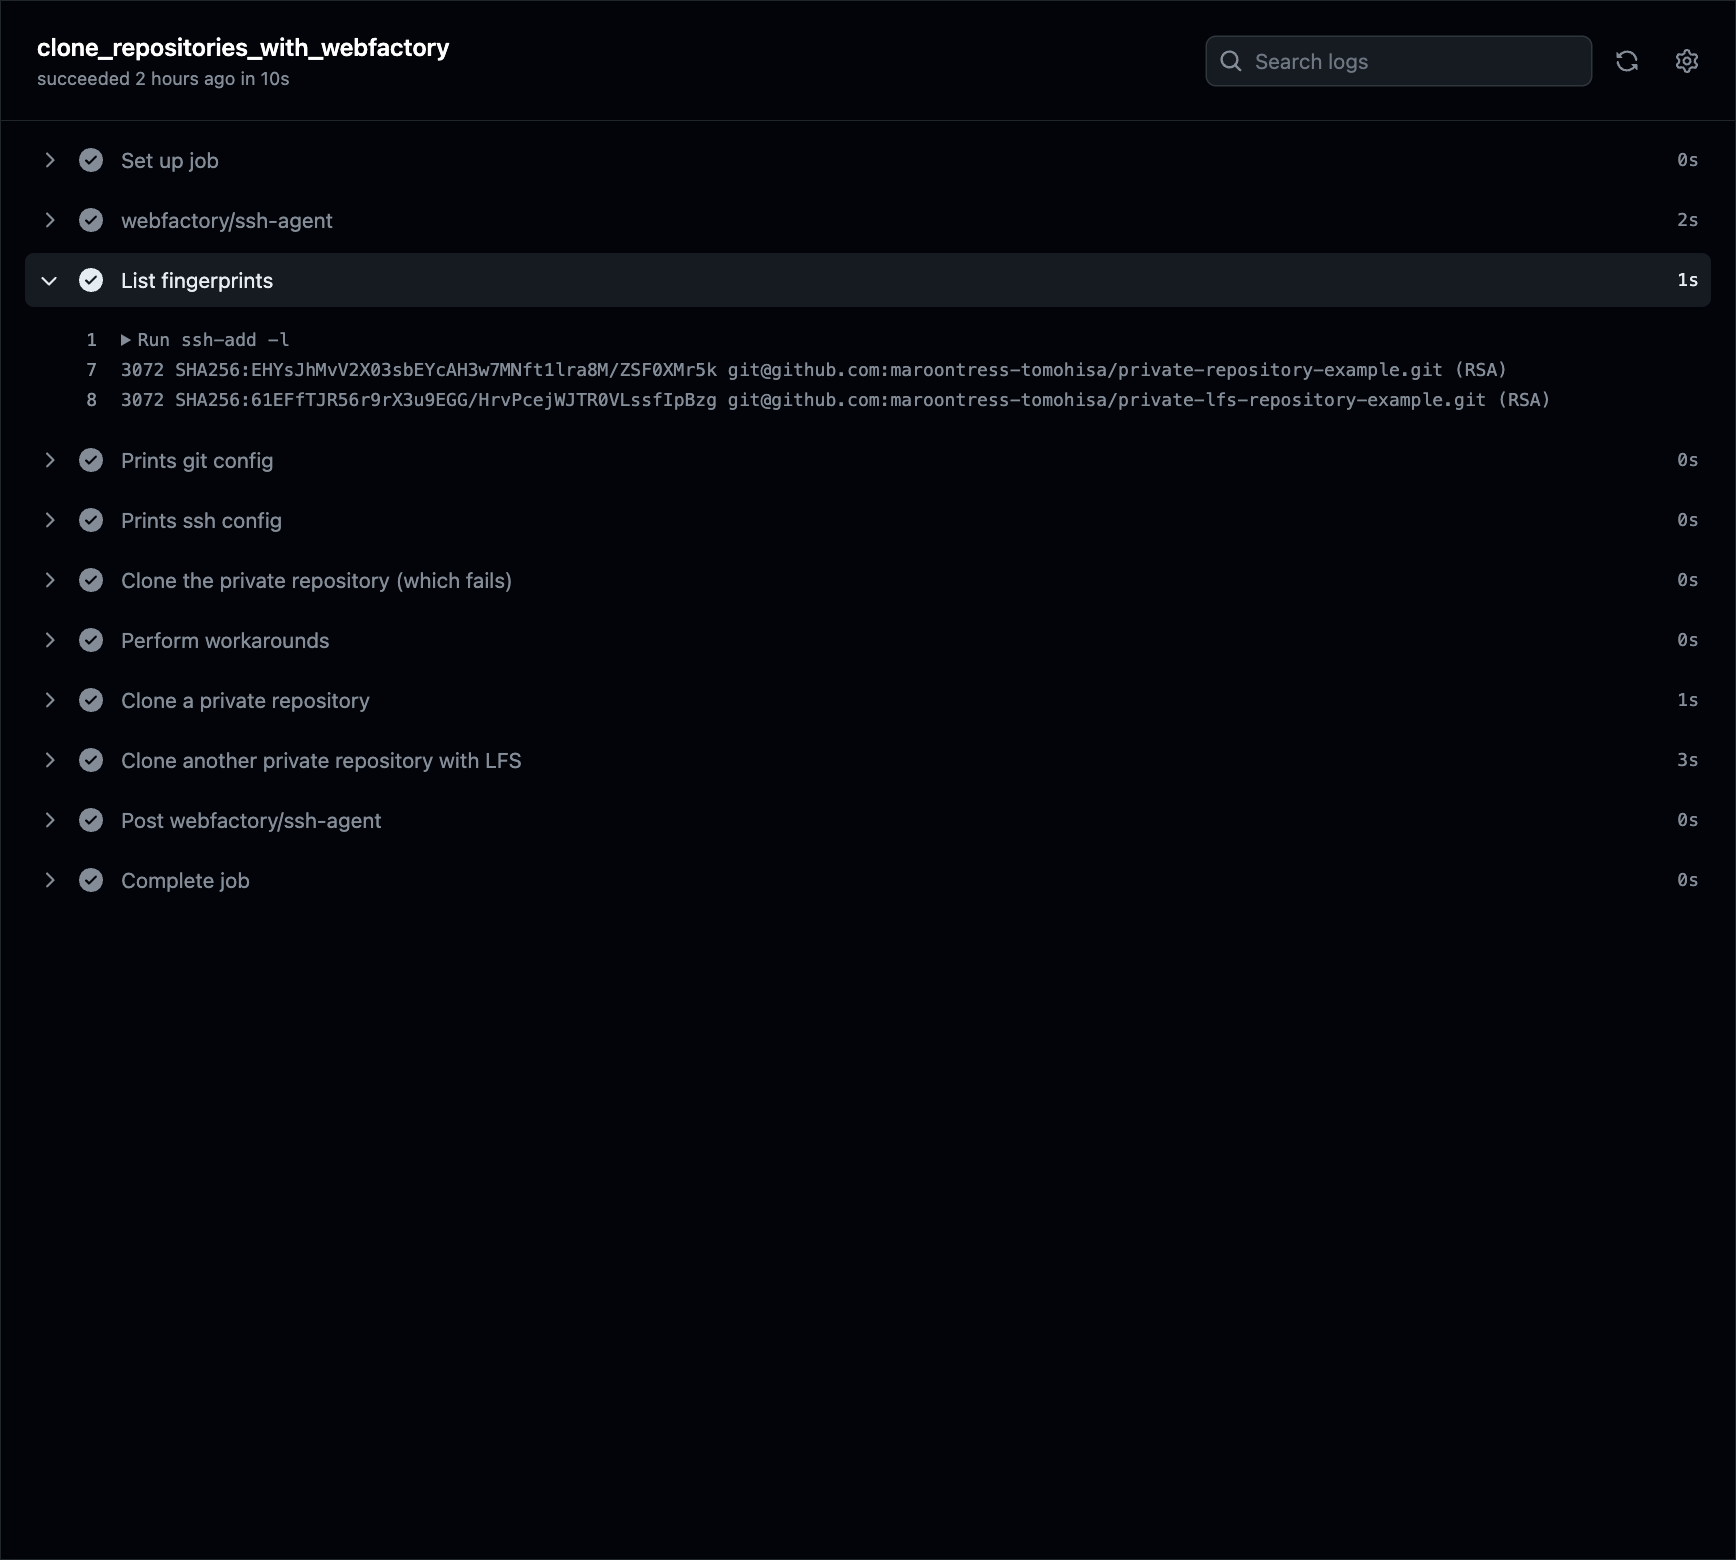 clone_repositories_with_webfactory
succeeded 2 hours ago in 10s
Search logs
Set up job 0s
webfactory/ssh-agent 2s
List fingerprints 1s
1 Run ssh-add -l
7 3072 SHA256:EHYsJhMvV2X03sbEYcAH3w7MNft1lra8M/ZSF0XMr5k git@github.com:maroontress-tomohisa/private-repository-example.git (RSA)
8 3072 SHA256:61EFfTJR56r9rX3u9EGG/HrvPcejWJTR0VLssfIpBzg git@github.com:maroontress-tomohisa/private-lfs-repository-example.git (RSA)
Prints git config 0s
Prints ssh config 0s
Clone the private repository (which fails) 0s
Perform workarounds 0s
Clone a private repository 1s
Clone another private repository with LFS 3s
Post webfactory/ssh-agent 0s
Complete job 0s